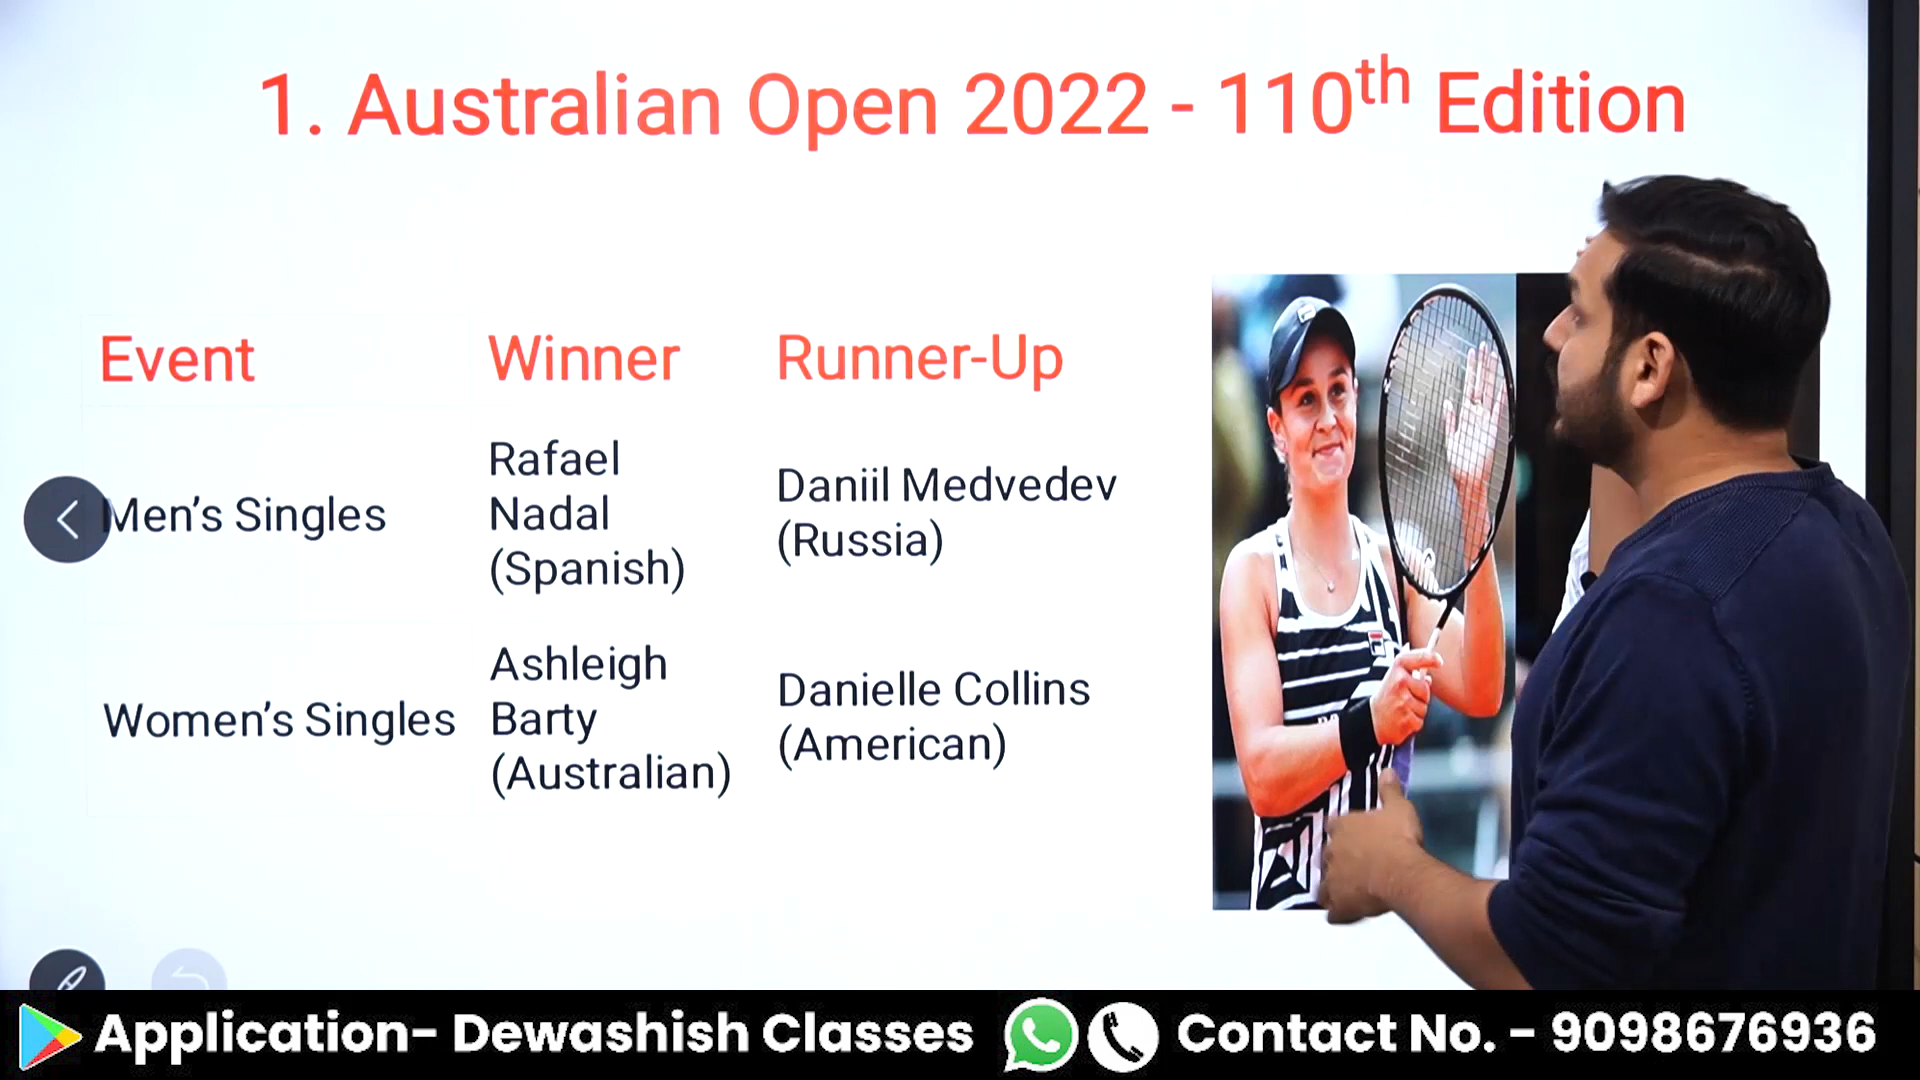 1. Australian Open 2022 - 110th Edition
Event Winner Runner-Up
Men's Singles
Rafael
Nadal
(Spanish)
Daniil Medvedev
(Russia)
Women's Singles
Ashleigh
Barty
(Australian)
Danielle Collins
(American)
Application- Dewashish Classes Contact No. - 9098676936